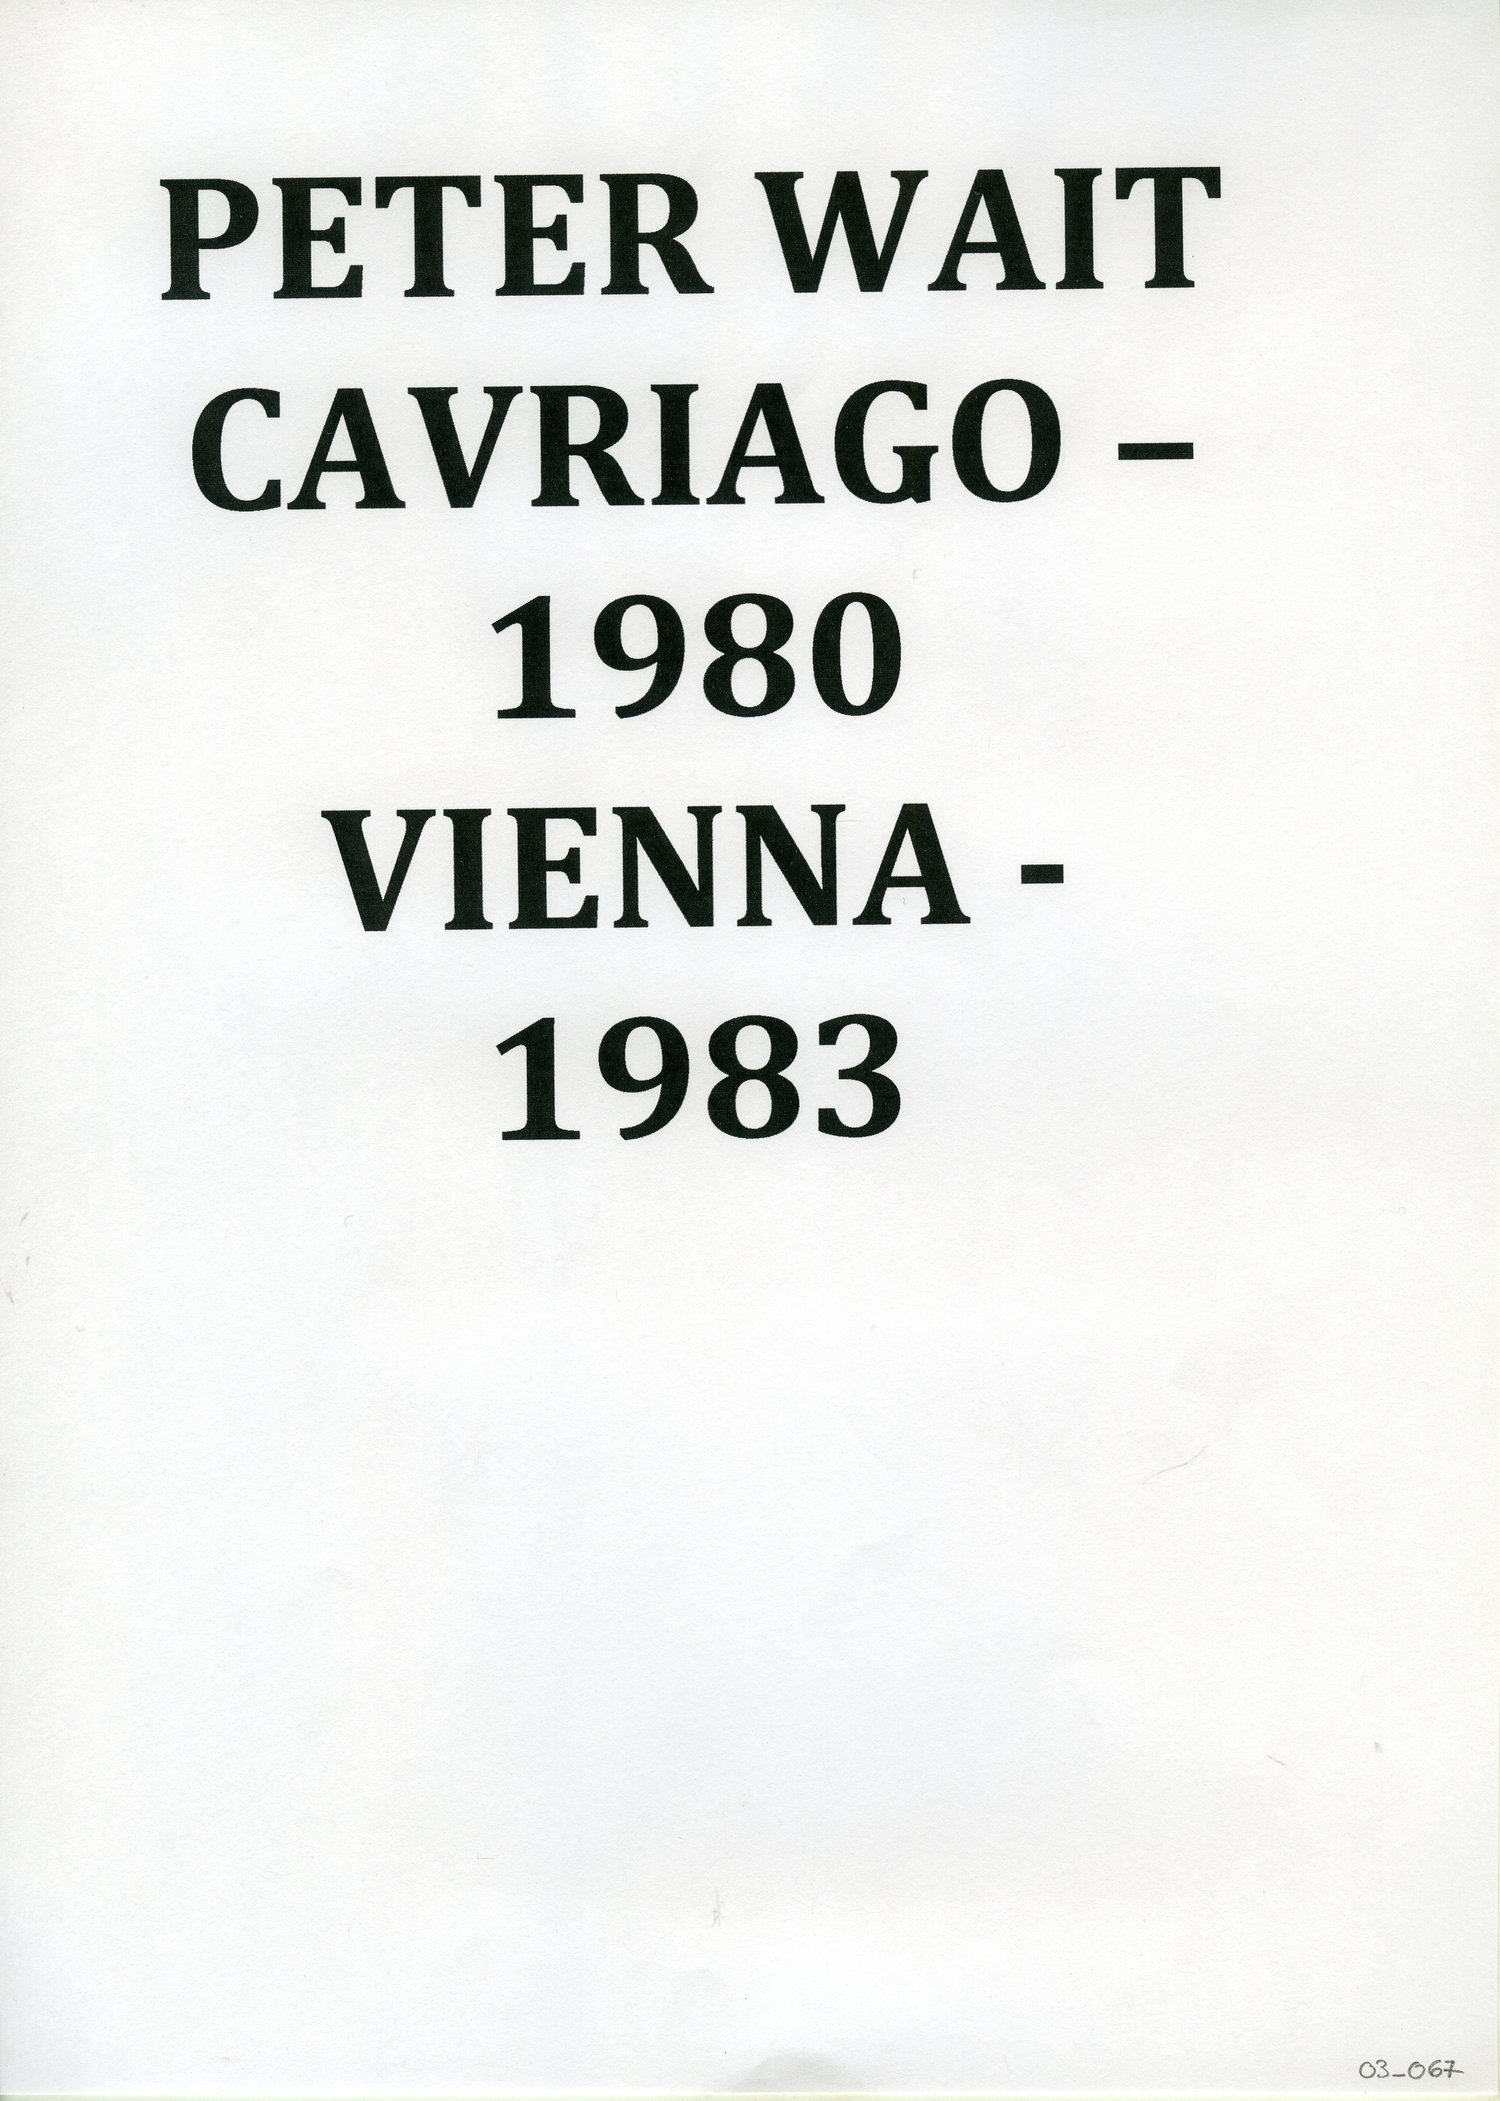 PETER WAIT
CAVRIAGO –
1980
VIENNA -
1983
03_067